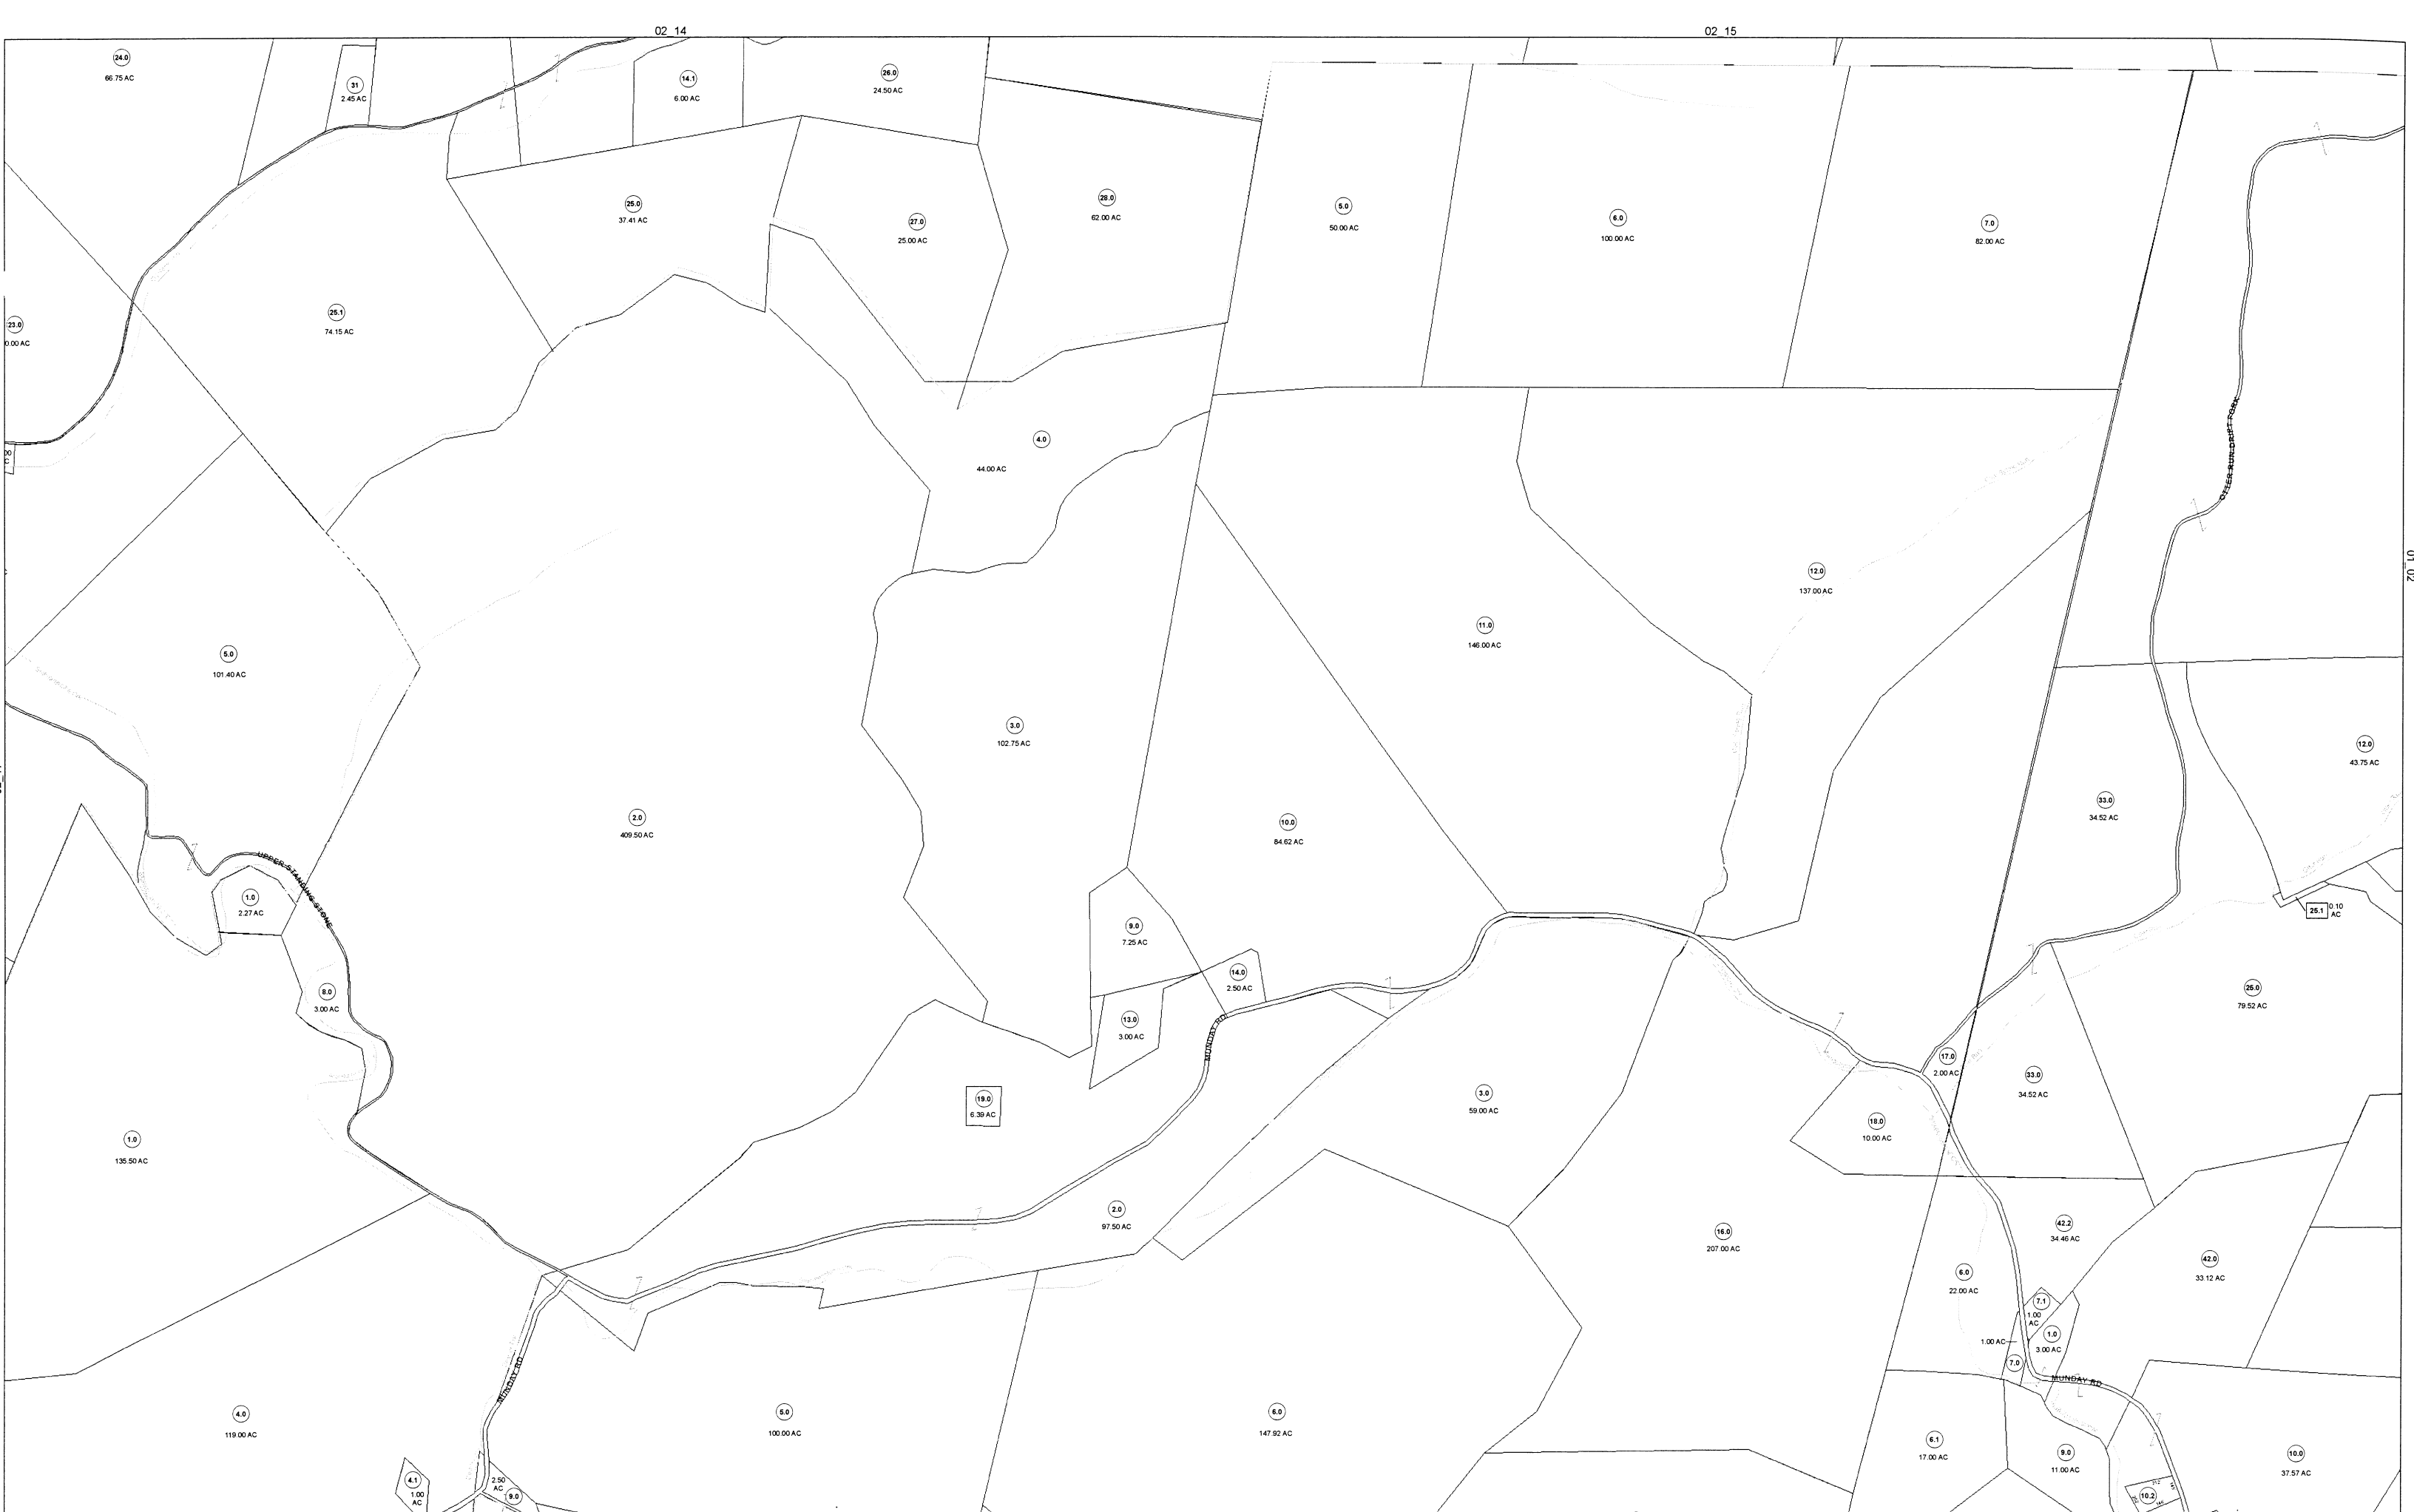 02_14
02_15
24.0
66.75 AC
31
2.45 AC
14.1
6.00 AC
26.0
24.50 AC
25.0
37.41 AC
27.0
25.00 AC
28.0
62.00 AC
5.0
50.00 AC
6.0
100.00 AC
7.0
82.00 AC
23.0
0.00 AC
25.1
74.15 AC
4.0
44.00 AC
OTTER RUN DRIFT FORK
01_02
12.0
137.00 AC
11.0
146.00 AC
5.0
101.40 AC
3.0
102.75 AC
12.0
43.75 AC
33.0
34.52 AC
2.0
409.50 AC
10.0
84.62 AC
UPPER STANDING STONE
1.0
2.27 AC
9.0
7.25 AC
25.1
0.10
AC
14.0
2.50 AC
8.0
3.00 AC
26.0
79.52 AC
13.0
3.00 AC
MUNDAY RD
17.0
2.00 AC
33.0
34.52 AC
19.0
6.39 AC
3.0
59.00 AC
18.0
10.00 AC
1.0
135.50 AC
2.0
97.50 AC
16.0
207.00 AC
42.2
34.46 AC
42.0
33.12 AC
6.0
22.00 AC
7.1
1.00
AC
1.0
3.00 AC
1.00 AC
7.0
MUNDAY RD
MUNDAY RD
4.0
119.00 AC
5.0
100.00 AC
6.0
147.92 AC
6.1
17.00 AC
9.0
11.00 AC
10.0
37.57 AC
4.1
1.00
AC
2.50
AC
9.0
10.2